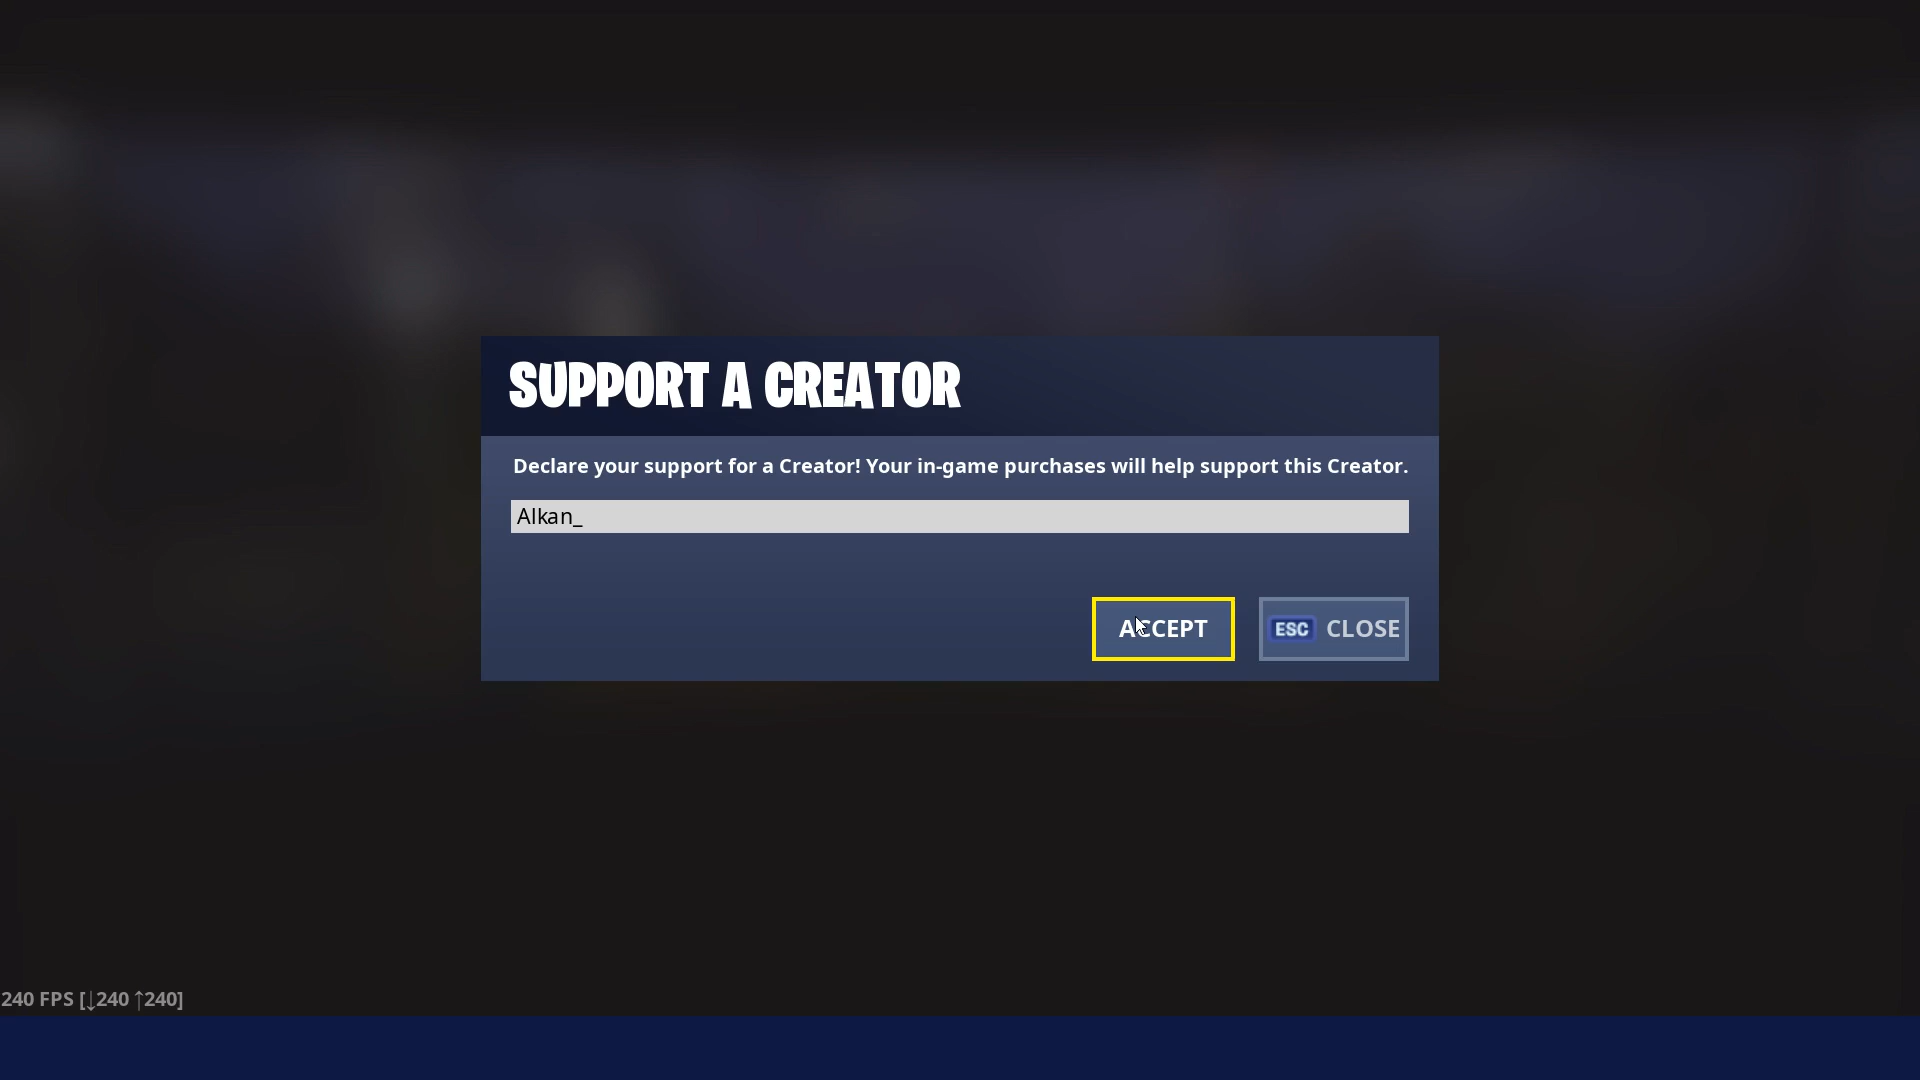 SUPPORT A CREATOR
Declare your support for a Creator! Your in-game purchases will help support this Creator.
Alkan_
ACCEPT
ESC CLOSE
240 FPS [↓240 ↑240]